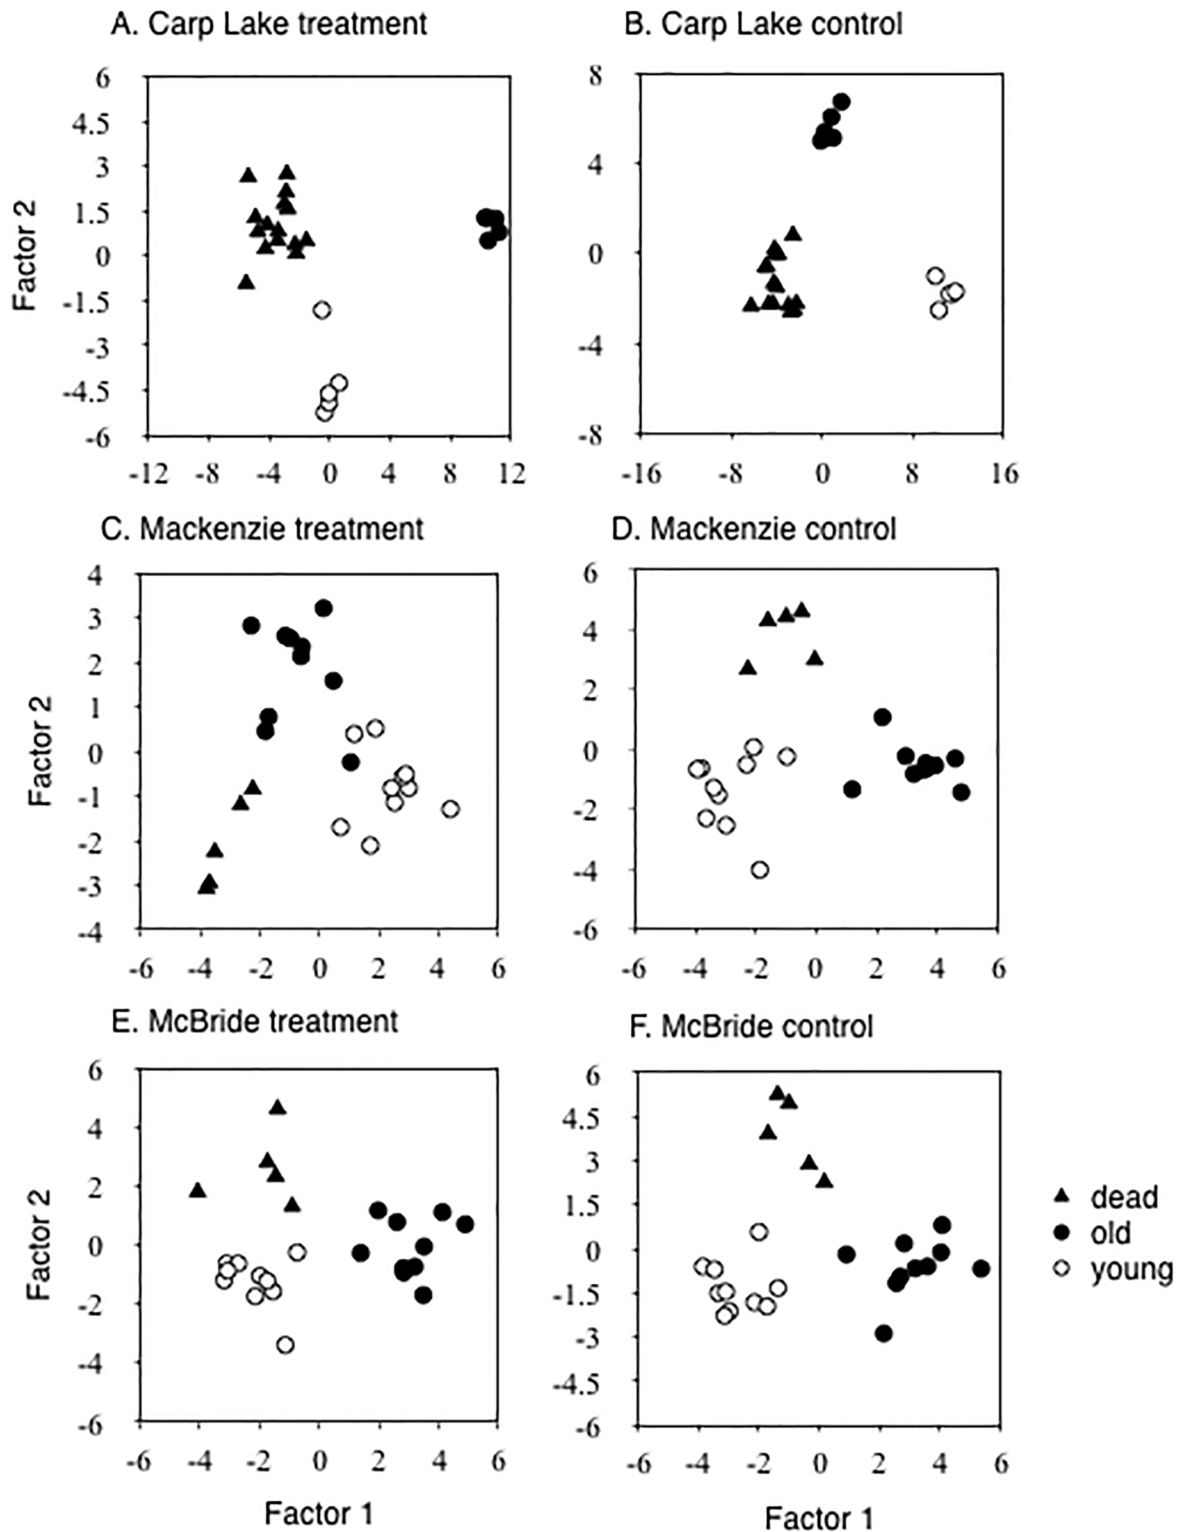 A. Carp Lake treatment
B. Carp Lake control
6
4.5
3
1.5
0
-1.5
-3
-4.5
-6
Factor 2
-12 -8 -4 0 4 8 12
8
4
0
-4
-8
-16 -8 0 8 16
C. Mackenzie treatment
D. Mackenzie control
4
3
2
1
0
-1
-2
-3
-4
Factor 2
-6 -4 -2 0 2 4 6
6
4
2
0
-2
-4
-6
-6 -4 -2 0 2 4 6
E. McBride treatment
F. McBride control
6
4
2
0
-2
-4
-6
Factor 2
-6 -4 -2 0 2 4 6
Factor 1
6
4.5
3
1.5
0
-1.5
-3
-4.5
-6
-6 -4 -2 0 2 4 6
Factor 1
dead
old
young